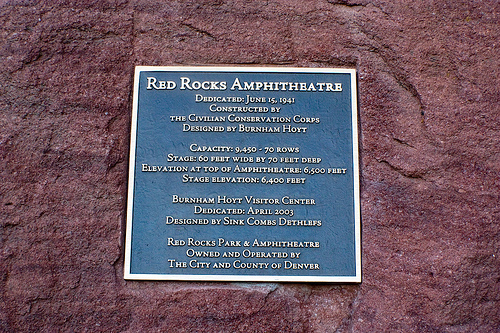 Red Rocks Amphitheatre
Dedicated: June 15, 1941
Constructed by
the Civilian Conservation Corps
Designed by Burnham Hoyt
Capacity: 9,450 - 70 rows
Stage: 60 feet wide by 70 feet deep
Elevation at top of Amphitheatre: 6,500 feet
Stage elevation: 6,400 feet
Burnham Hoyt Visitor Center
Dedicated: April 2003
Designed by Sink Combs Dethlefs
Red Rocks Park & Amphitheatre
Owned and Operated by
The City and County of Denver